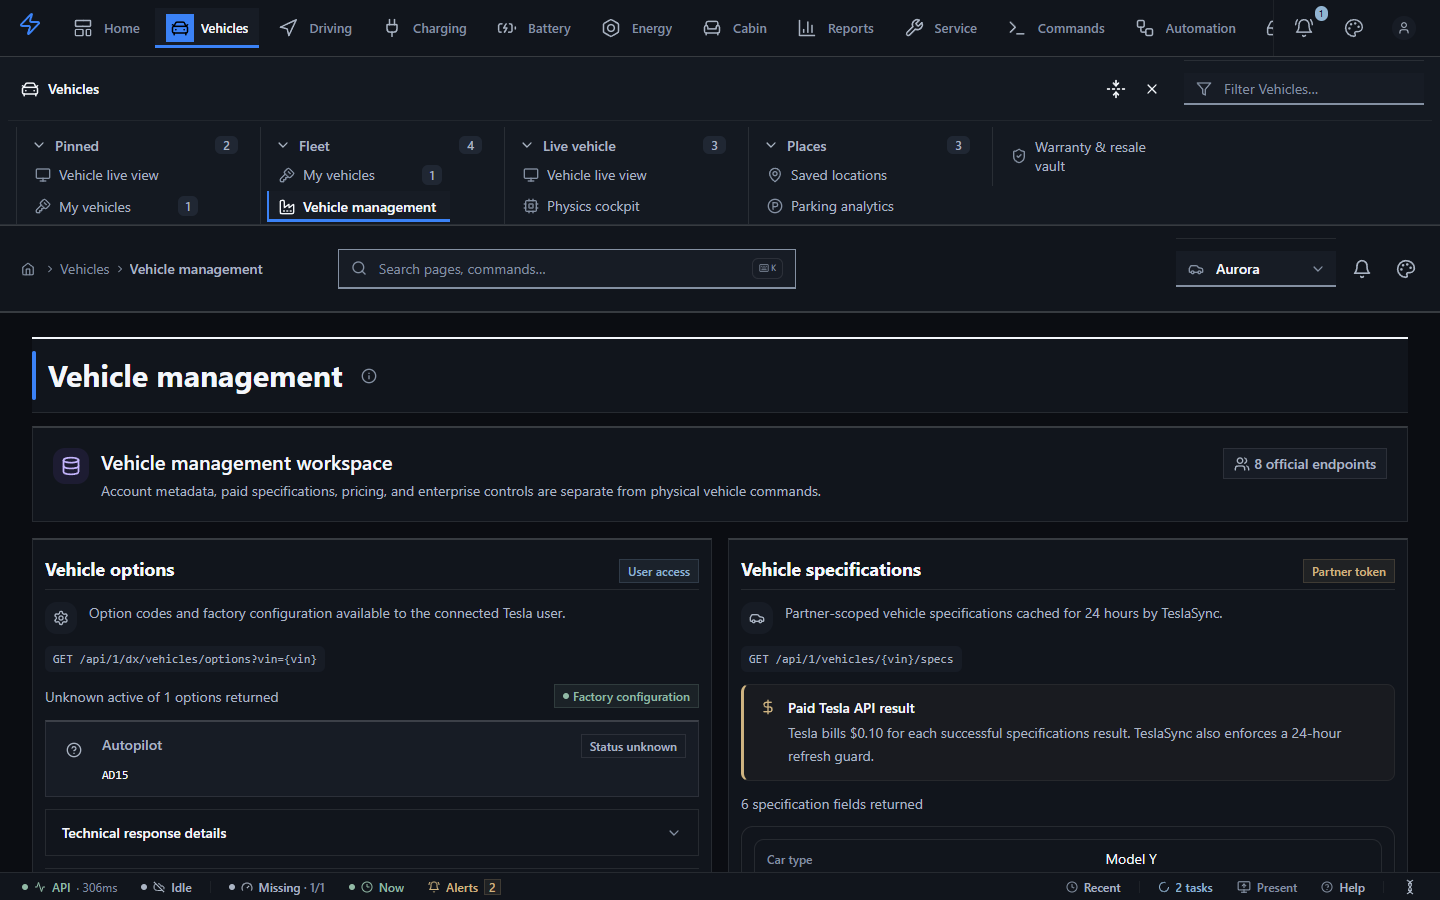 Home
Vehicles
Driving
Charging
Battery
Energy
Cabin
Reports
Service
Commands
Automation
1
Vehicles
Filter Vehicles...
Pinned 2
Vehicle live view
My vehicles 1
Fleet 4
My vehicles 1
Vehicle management
Live vehicle 3
Vehicle live view
Physics cockpit
Places 3
Saved locations
Parking analytics
Warranty & resale
vault
Vehicles
Vehicle management
Search pages, commands...
K
Aurora
Vehicle management
Vehicle management workspace
Account metadata, paid specifications, pricing, and enterprise controls are separate from physical vehicle commands.
8 official endpoints
Vehicle options
User access
Option codes and factory configuration available to the connected Tesla user.
GET /api/1/dx/vehicles/options?vin={vin}
Unknown active of 1 options returned
Factory configuration
Autopilot
Status unknown
AD15
Technical response details
Vehicle specifications
Partner token
Partner-scoped vehicle specifications cached for 24 hours by TeslaSync.
GET /api/1/vehicles/{vin}/specs
Paid Tesla API result
Tesla bills $0.10 for each successful specifications result. TeslaSync also enforces a 24-hour
refresh guard.
6 specification fields returned
Car type
Model Y
API · 306ms
Idle
Missing · 1/1
Now
Alerts 2
Recent
2 tasks
Present
Help